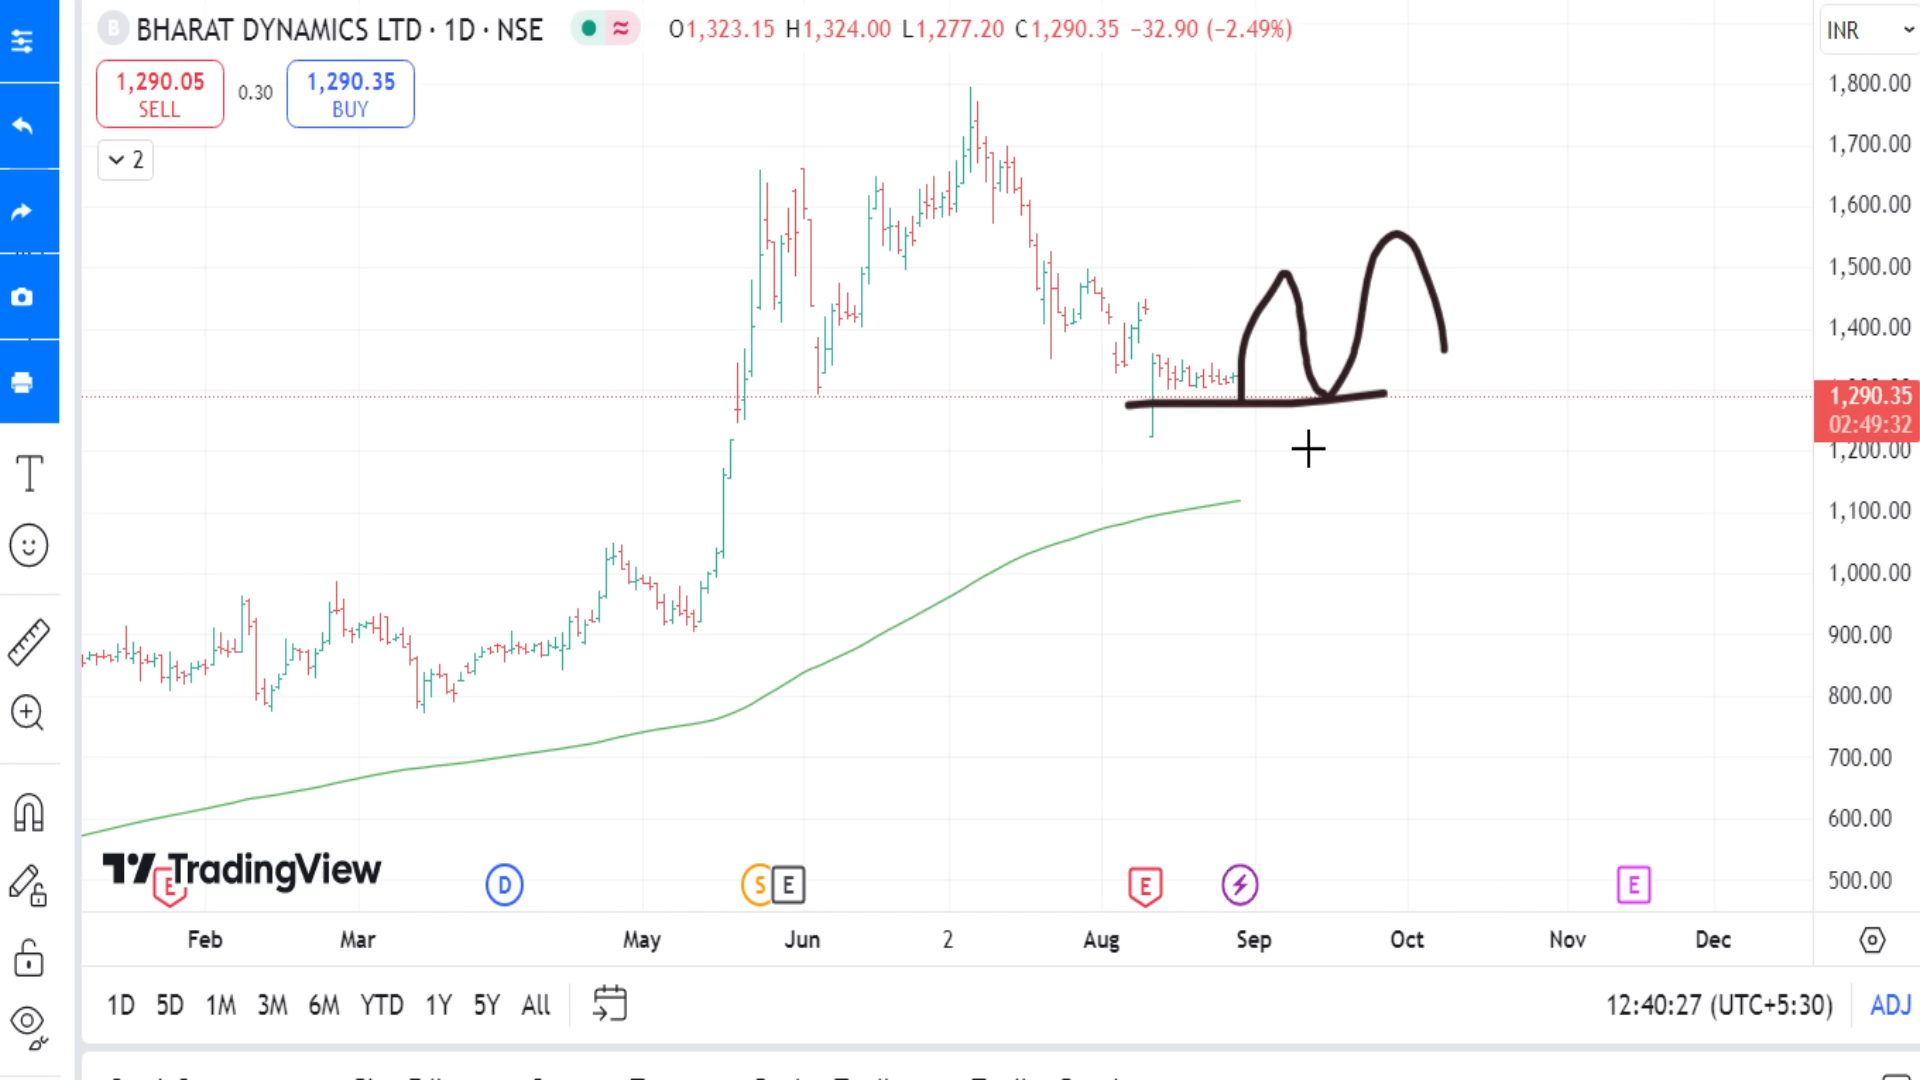 B BHARAT DYNAMICS LTD · 1D · NSE ≈ O1,323.15 H1,324.00 L1,277.20 C1,290.35 −32.90 (−2.49%)
INR
1,290.05 SELL
0.30
1,290.35 BUY
2
1,800.00
1,700.00
1,600.00
1,500.00
1,400.00
1,290.35
02:49:32
1,200.00
1,100.00
1,000.00
900.00
800.00
700.00
600.00
500.00
TradingView
E D S E E E
Feb Mar May Jun 2 Aug Sep Oct Nov Dec
1D 5D 1M 3M 6M YTD 1Y 5Y All
12:40:27 (UTC+5:30) ADJ